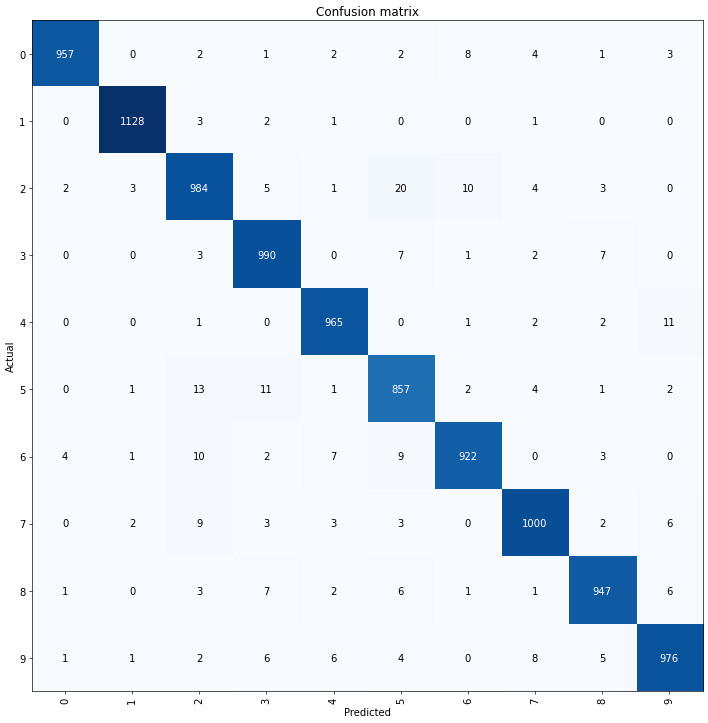 Confusion matrix
Actual
0 957 0 2 1 2 2 8 4 1 3
1 0 1128 3 2 1 0 0 1 0 0
2 2 3 984 5 1 20 10 4 3 0
3 0 0 3 990 0 7 1 2 7 0
4 0 0 1 0 965 0 1 2 2 11
5 0 1 13 11 1 857 2 4 1 2
6 4 1 10 2 7 9 922 0 3 0
7 0 2 9 3 3 3 0 1000 2 6
8 1 0 3 7 2 6 1 1 947 6
9 1 1 2 6 6 4 0 8 5 976
0 1 2 3 4 5 6 7 8 9
Predicted